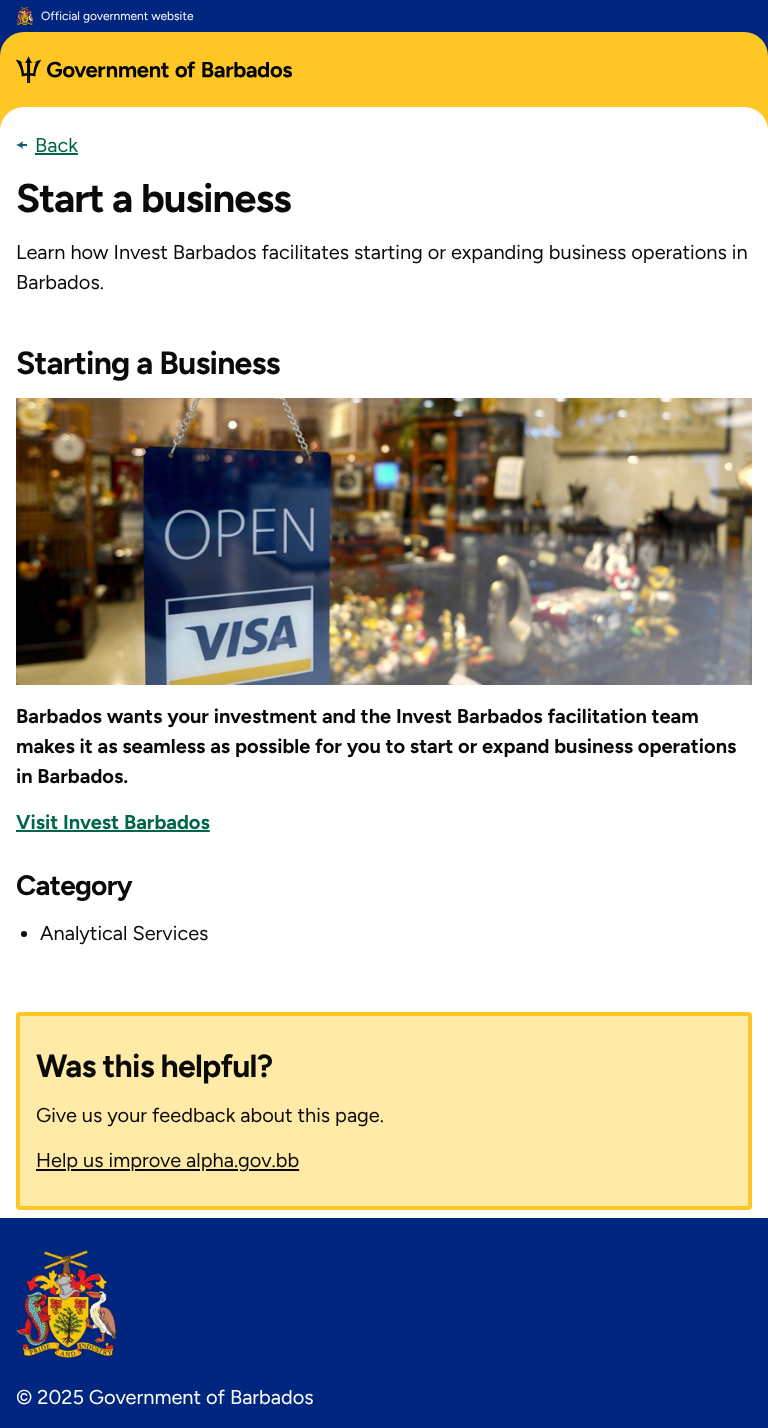 Official government website
Government of Barbados
Back
Start a business
Learn how Invest Barbados facilitates starting or expanding business operations in
Barbados.
Starting a Business
OPEN
VISA
Barbados wants your investment and the Invest Barbados facilitation team
makes it as seamless as possible for you to start or expand business operations
in Barbados.
Visit Invest Barbados
Category
• Analytical Services
Was this helpful?
Give us your feedback about this page.
Help us improve alpha.gov.bb
PRIDE AND INDUSTRY
© 2025 Government of Barbados